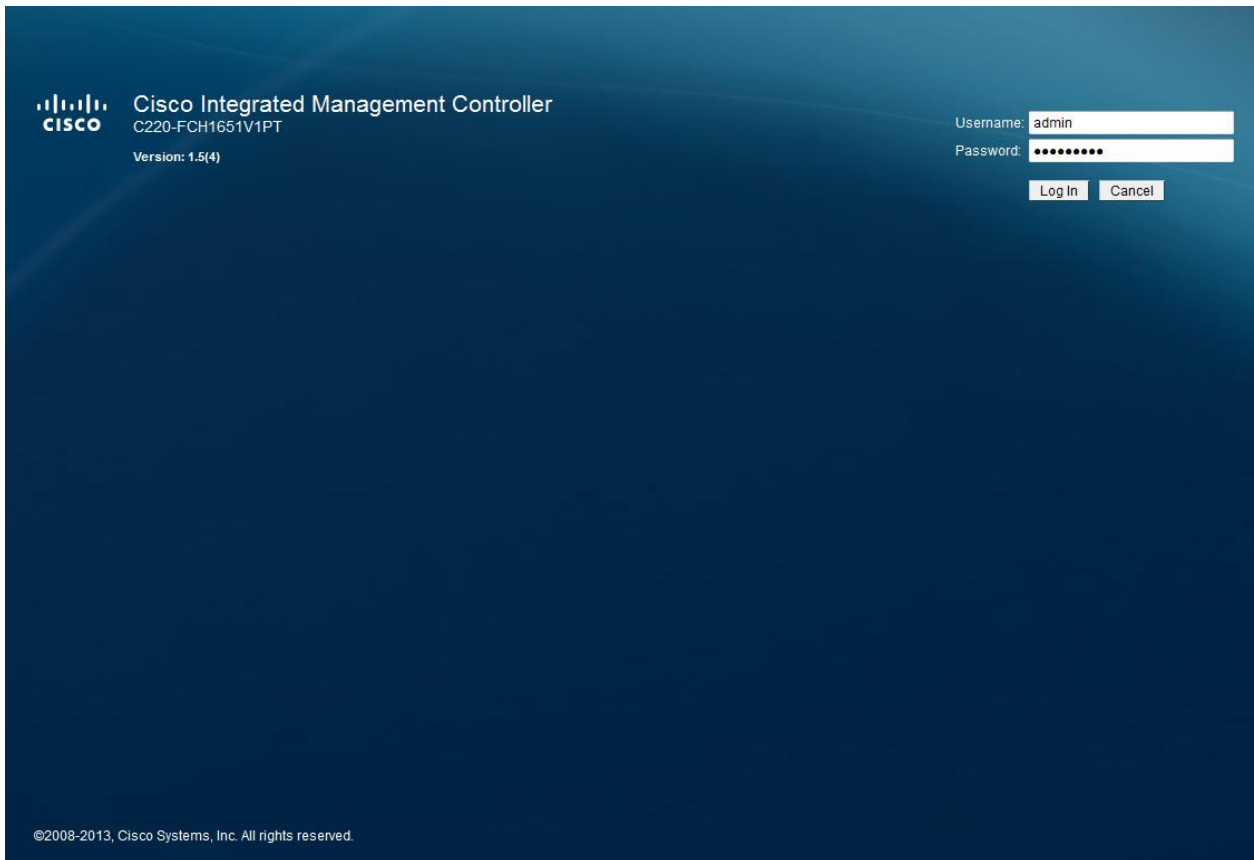 CISCO
Cisco Integrated Management Controller
C220-FCH1651V1PT
Version: 1.5(4)
Username: admin
Password: •••••••••
Log In Cancel
©2008-2013, Cisco Systems, Inc. All rights reserved.